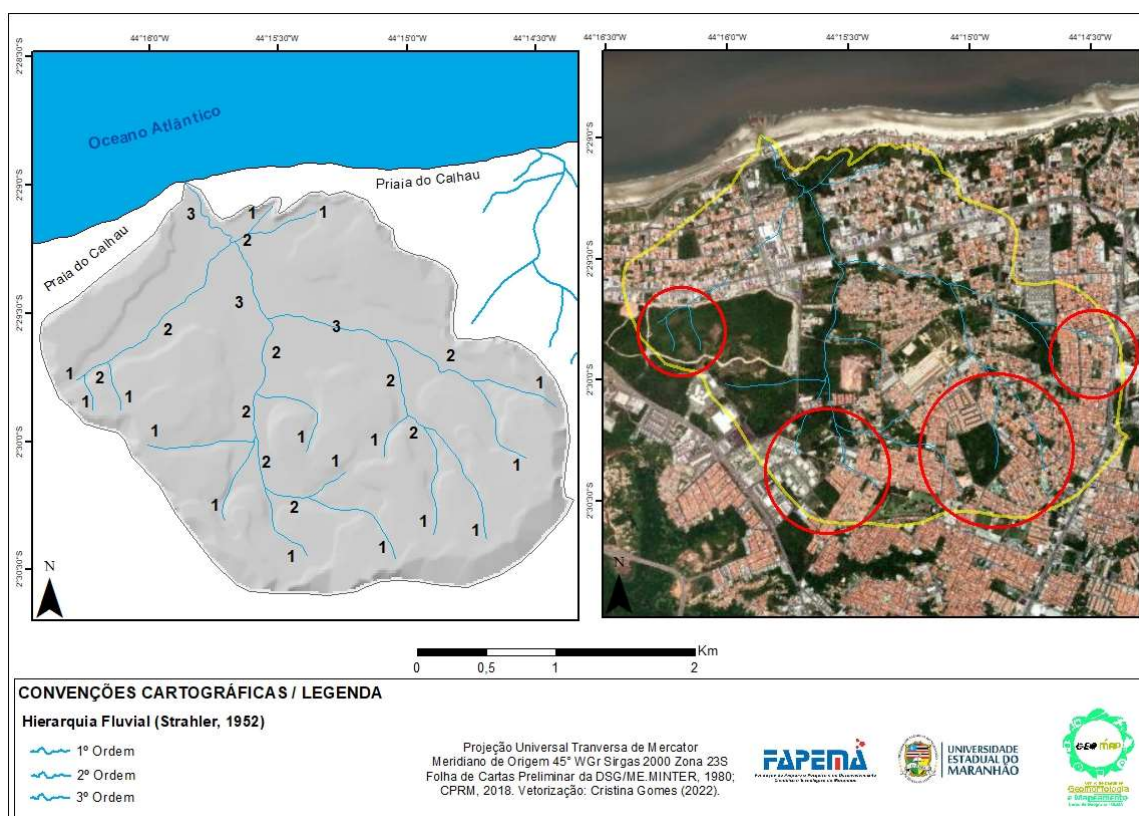 44°16'0"W 44°15'30"W 44°15'0"W 44°14'30"W
44°16'30"W 44°16'0"W 44°15'30"W 44°15'0"W 44°14'30"W
2°28'30"S
2°29'0"S
2°29'30"S
2°30'0"S
2°30'30"S
2°29'0"S
2°29'30"S
2°30'0"S
2°30'30"S
Oceano Atlântico
Priaia do Calhau
Praia do Calhau
3
1
1
2
3
3
2
2
2
1
2
1
1
1
2
1
2
1
1
2
1
1
2
1
1
2
1
1
1
1
N
N
Km
0 0,5 1 2
CONVENÇÕES CARTOGRÁFICAS / LEGENDA
Hierarquia Fluvial (Strahler, 1952)
1º Ordem
2º Ordem
3º Ordem
Projeção Universal Tranversa de Mercator
Meridiano de Origem 45° WGr Sirgas 2000 Zona 23S
Folha de Cartas Preliminar da DSG/ME.MINTER, 1980;
CPRM, 2018. Vetorização: Cristina Gomes (2022).
FAPEMA
UNIVERSIDADE
ESTADUAL DO
MARANHÃO
GEOMAP
Geomorfologia
e Mapeamento